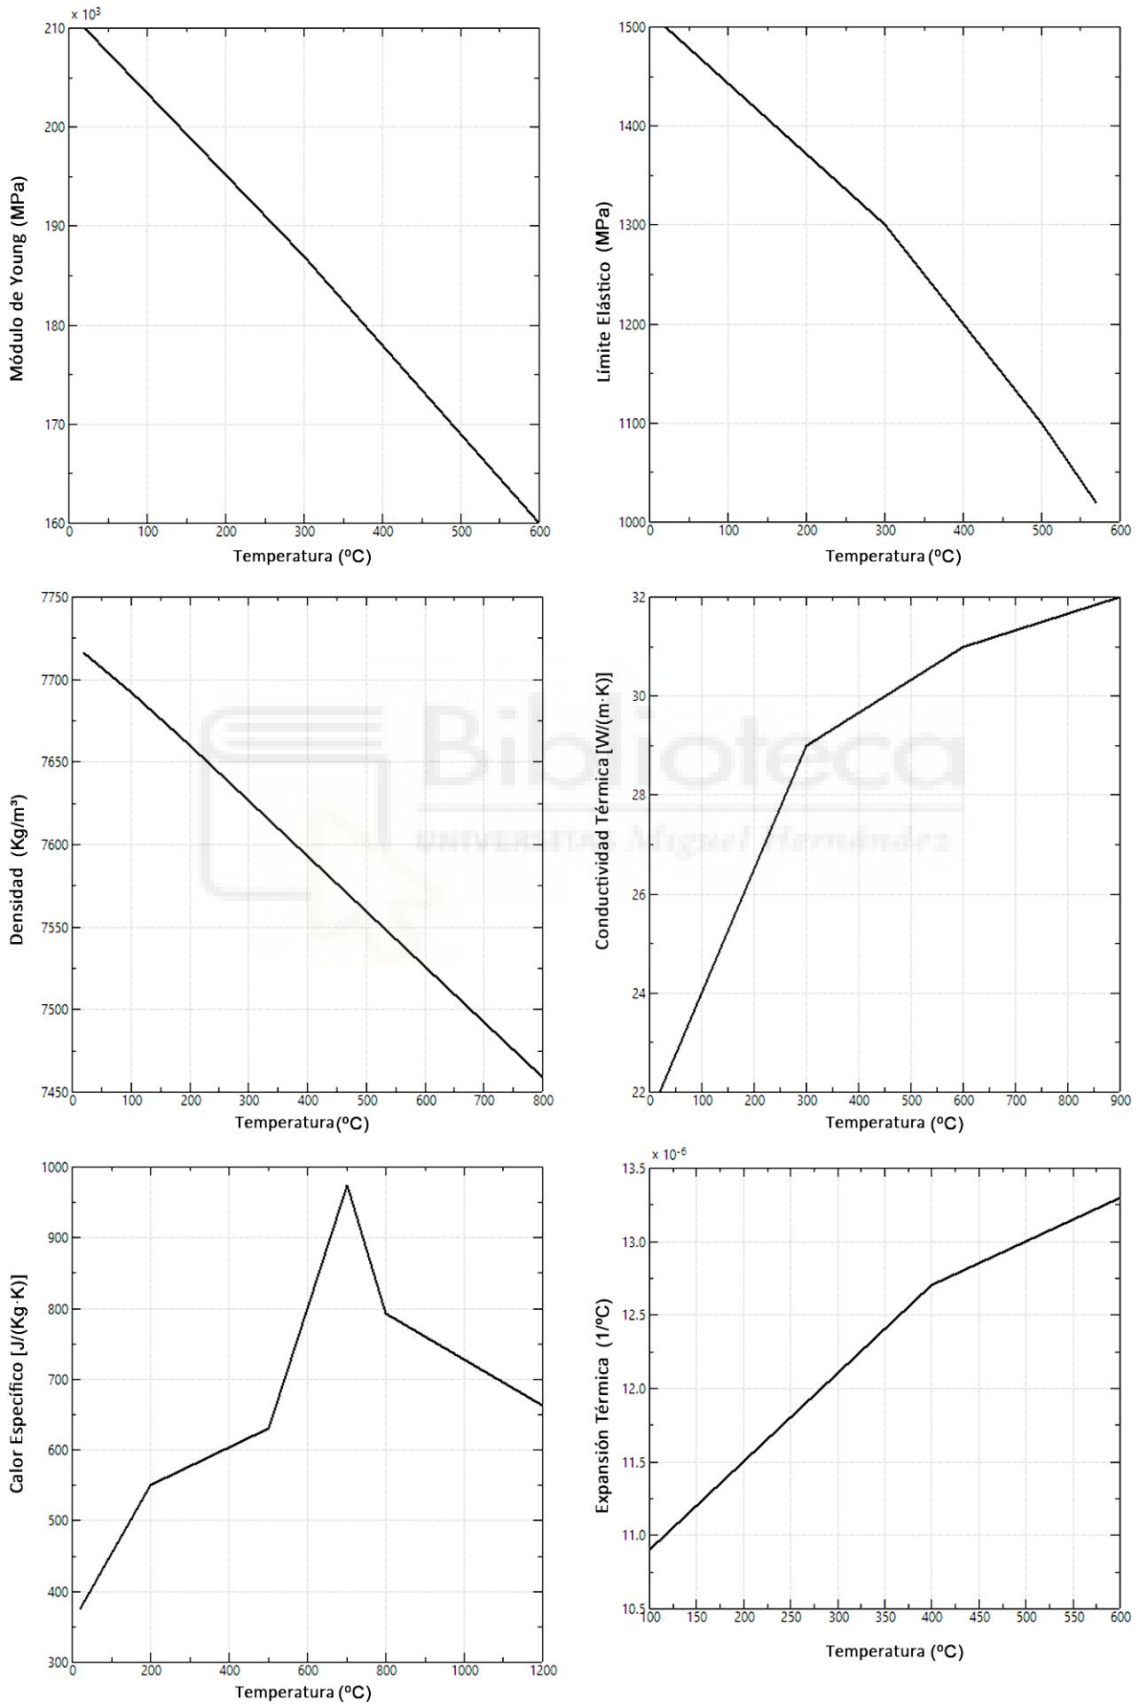 x 10³
210
200
190
180
170
160
0 100 200 300 400 500 600
Módulo de Young (MPa)
Temperatura (ºC)
1500
1400
1300
1200
1100
1000
0 100 200 300 400 500 600
Límite Elástico (MPa)
Temperatura (ºC)
7750
7700
7650
7600
7550
7500
7450
0 100 200 300 400 500 600 700 800
Densidad (Kg/m³)
Temperatura (ºC)
32
30
28
26
24
22
0 100 200 300 400 500 600 700 800 900
Conductividad Térmica [W/(m·K)]
Temperatura (ºC)
Biblioteca
UNIVERSITAS Miguel Hernández
1000
900
800
700
600
500
400
300
0 200 400 600 800 1000 1200
Calor Específico [J/(Kg·K)]
Temperatura (ºC)
x 10⁻⁶
13.5
13.0
12.5
12.0
11.5
11.0
10.5
100 150 200 250 300 350 400 450 500 550 600
Expansión Térmica (1/ºC)
Temperatura (ºC)